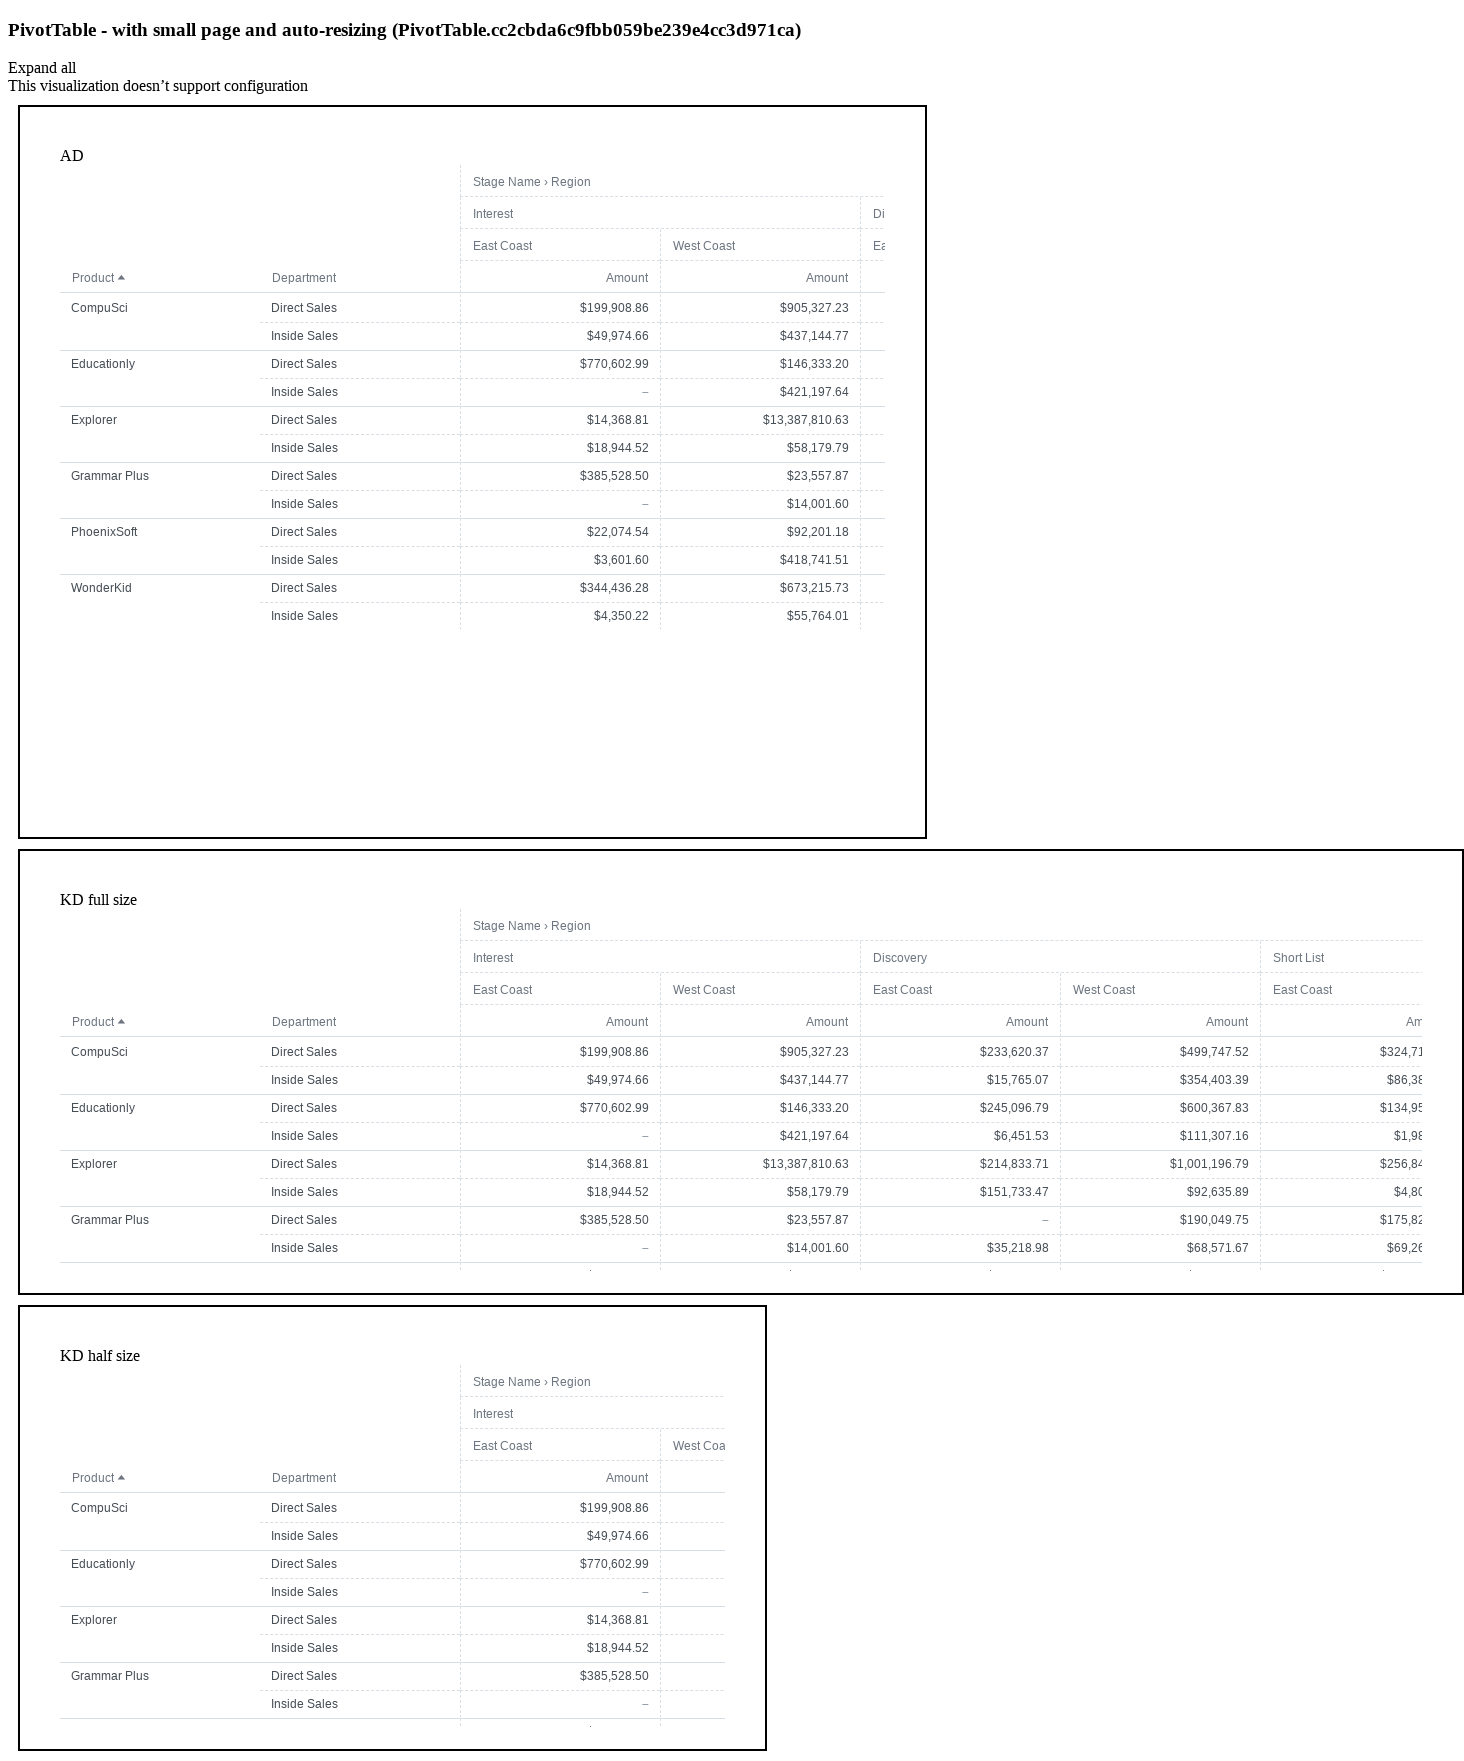 PivotTable - with small page and auto-resizing (PivotTable.cc2cbda6c9fbb059be239e4cc3d971ca)
Expand all
This visualization doesn’t support configuration
AD
Stage Name › Region
Interest
East Coast West Coast
Product Department Amount Amount
CompuSci Direct Sales $199,908.86 $905,327.23
Inside Sales $49,974.66 $437,144.77
Educationly Direct Sales $770,602.99 $146,333.20
Inside Sales – $421,197.64
Explorer Direct Sales $14,368.81 $13,387,810.63
Inside Sales $18,944.52 $58,179.79
Grammar Plus Direct Sales $385,528.50 $23,557.87
Inside Sales – $14,001.60
PhoenixSoft Direct Sales $22,074.54 $92,201.18
Inside Sales $3,601.60 $418,741.51
WonderKid Direct Sales $344,436.28 $673,215.73
Inside Sales $4,350.22 $55,764.01
KD full size
Stage Name › Region
Interest Discovery Short List
East Coast West Coast East Coast West Coast East Coast
Product Department Amount Amount Amount Amount Am
CompuSci Direct Sales $199,908.86 $905,327.23 $233,620.37 $499,747.52 $324,71
Inside Sales $49,974.66 $437,144.77 $15,765.07 $354,403.39 $86,38
Educationly Direct Sales $770,602.99 $146,333.20 $245,096.79 $600,367.83 $134,95
Inside Sales – $421,197.64 $6,451.53 $111,307.16 $1,98
Explorer Direct Sales $14,368.81 $13,387,810.63 $214,833.71 $1,001,196.79 $256,84
Inside Sales $18,944.52 $58,179.79 $151,733.47 $92,635.89 $4,80
Grammar Plus Direct Sales $385,528.50 $23,557.87 – $190,049.75 $175,82
Inside Sales – $14,001.60 $35,218.98 $68,571.67 $69,26
KD half size
Stage Name › Region
Interest
East Coast West Coa
Product Department Amount
CompuSci Direct Sales $199,908.86
Inside Sales $49,974.66
Educationly Direct Sales $770,602.99
Inside Sales –
Explorer Direct Sales $14,368.81
Inside Sales $18,944.52
Grammar Plus Direct Sales $385,528.50
Inside Sales –